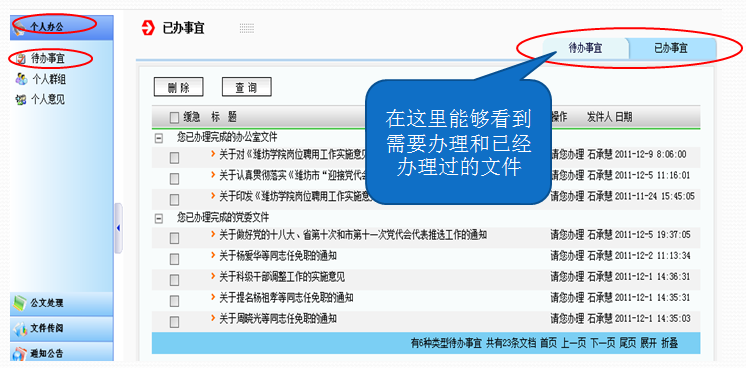 个人办公
已办事宜
待办事宜
已办事宜
待办事宜
个人群组
个人意见
删 除
查 询
在这里能够看到
需要办理和已经
办理过的文件
缓急 标 题
操作 发件人 日期
您已办理完成的办公室文件
关于对《潍坊学院岗位聘用工作实施意见
请您办理 石承慧 2011-12-9 8:06:00
关于认真贯彻落实《潍坊市“迎接党代会
请您办理 石承慧 2011-12-5 11:16:01
关于印发《潍坊学院岗位聘用工作实施意
请您办理 石承慧 2011-11-24 15:45:05
您已办理完成的党委文件
关于做好党的十八大、省第十次和市第十一次党代会代表推选工作的通知
请您办理 石承慧 2011-12-5 19:37:05
关于杨爱华等同志任免职的通知
请您办理 石承慧 2011-12-2 11:13:34
关于科级干部调整工作的实施意见
请您办理 石承慧 2011-12-1 14:36:31
关于提名杨祖孝等同志任免职的通知
请您办理 石承慧 2011-12-1 14:35:31
关于周晓光等同志任免职的通知
请您办理 石承慧 2011-12-1 14:35:03
有6种类型待办事宜 共有23条文档 首页 上一页 下一页 尾页 展开 折叠
公文处理
文件传阅
通知公告